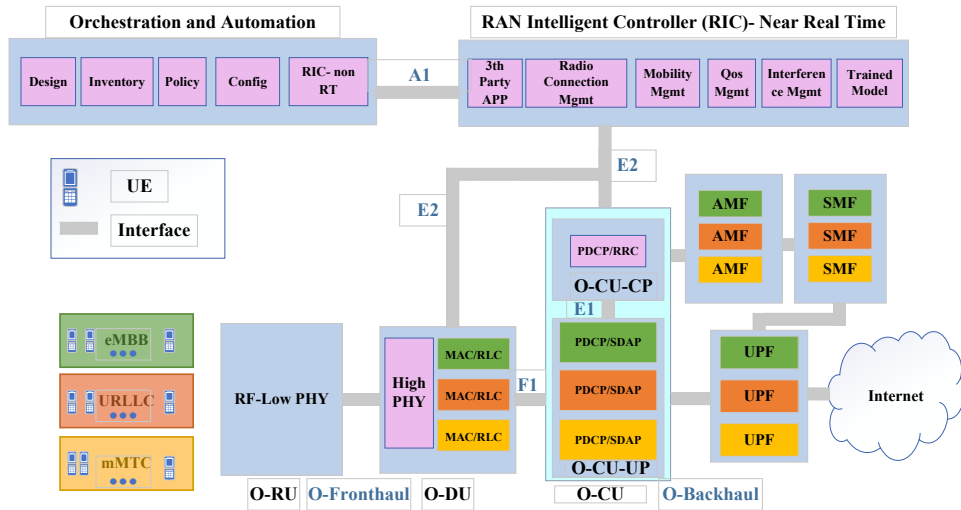 Orchestration and Automation
RAN Intelligent Controller (RIC)- Near Real Time
Design
Inventory
Policy
Config
RIC- non
RT
A1
3th
Party
APP
Radio
Connection
Mgmt
Mobility
Mgmt
Qos
Mgmt
Interferen
ce Mgmt
Trained
Model
UE
Interface
E2
E2
AMF
AMF
AMF
SMF
SMF
SMF
PDCP/RRC
O-CU-CP
E1
eMBB
URLLC
mMTC
RF-Low PHY
High
PHY
MAC/RLC
MAC/RLC
MAC/RLC
F1
PDCP/SDAP
PDCP/SDAP
PDCP/SDAP
O-CU-UP
UPF
UPF
UPF
Internet
O-RU
O-Fronthaul
O-DU
O-CU
O-Backhaul